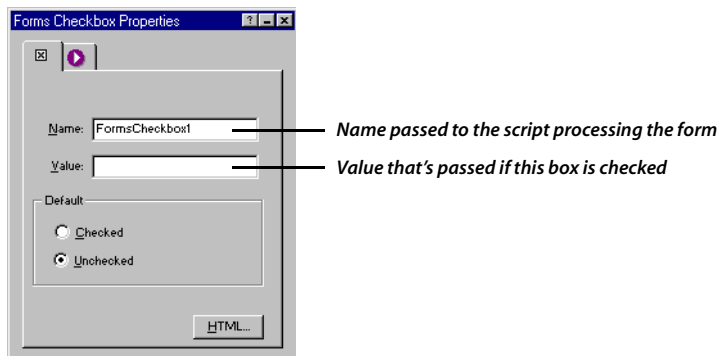 Forms Checkbox Properties
Name: FormsCheckbox1
Name passed to the script processing the form
Value:
Value that's passed if this box is checked
Default
Checked
Unchecked
HTML...